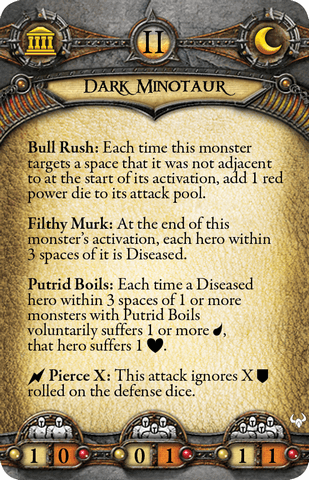 II
DARK MINOTAUR
Bull Rush: Each time this monster
targets a space that it was not adjacent
to at the start of its activation, add 1 red
power die to its attack pool.
Filthy Murk: At the end of this
monster's activation, each hero within
3 spaces of it is Diseased.
Putrid Boils: Each time a Diseased
hero within 3 spaces of 1 or more
monsters with Putrid Boils
voluntarily suffers 1 or more ,
that hero suffers 1 .
Pierce X: This attack ignores X
rolled on the defense dice.
1 0 0 1 1 1